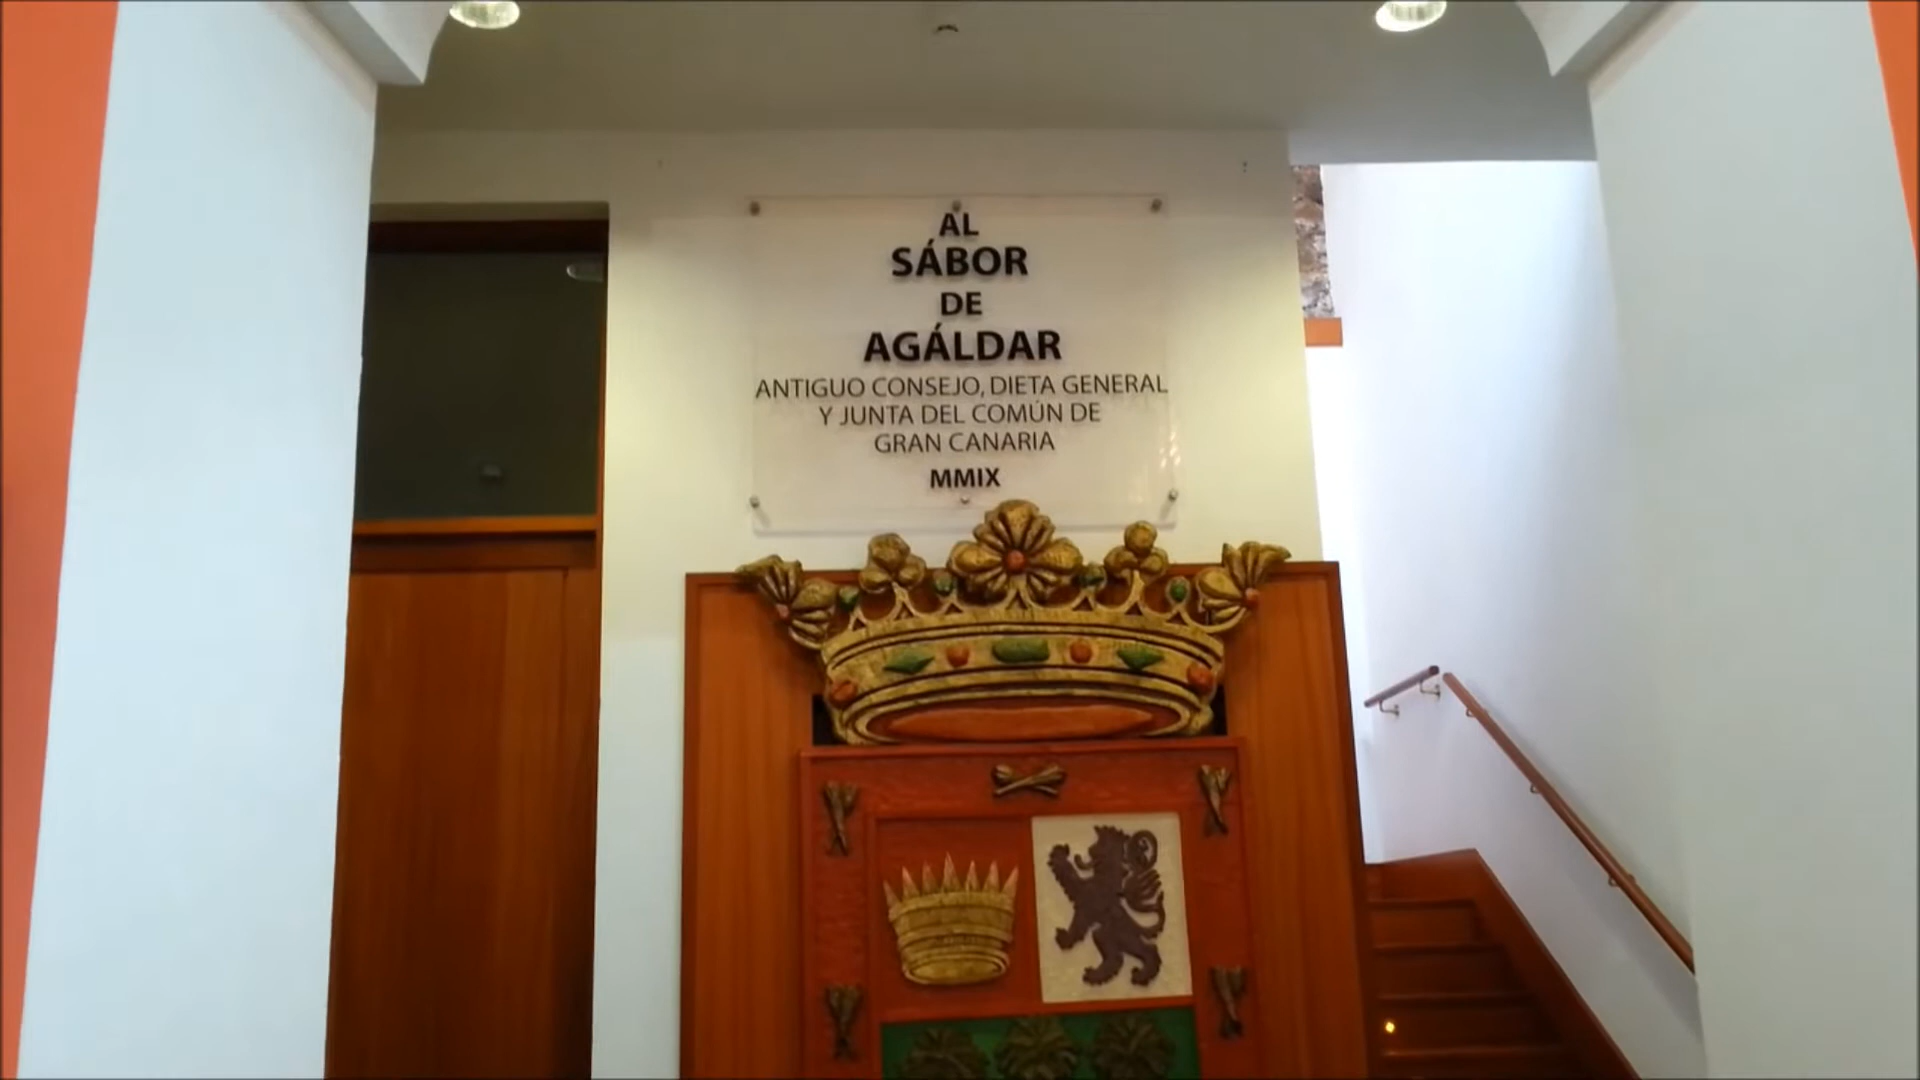 AL
SÁBOR
DE
AGÁLDAR
ANTIGUO CONSEJO, DIETA GENERAL
Y JUNTA DEL COMÚN DE
GRAN CANARIA
MMIX